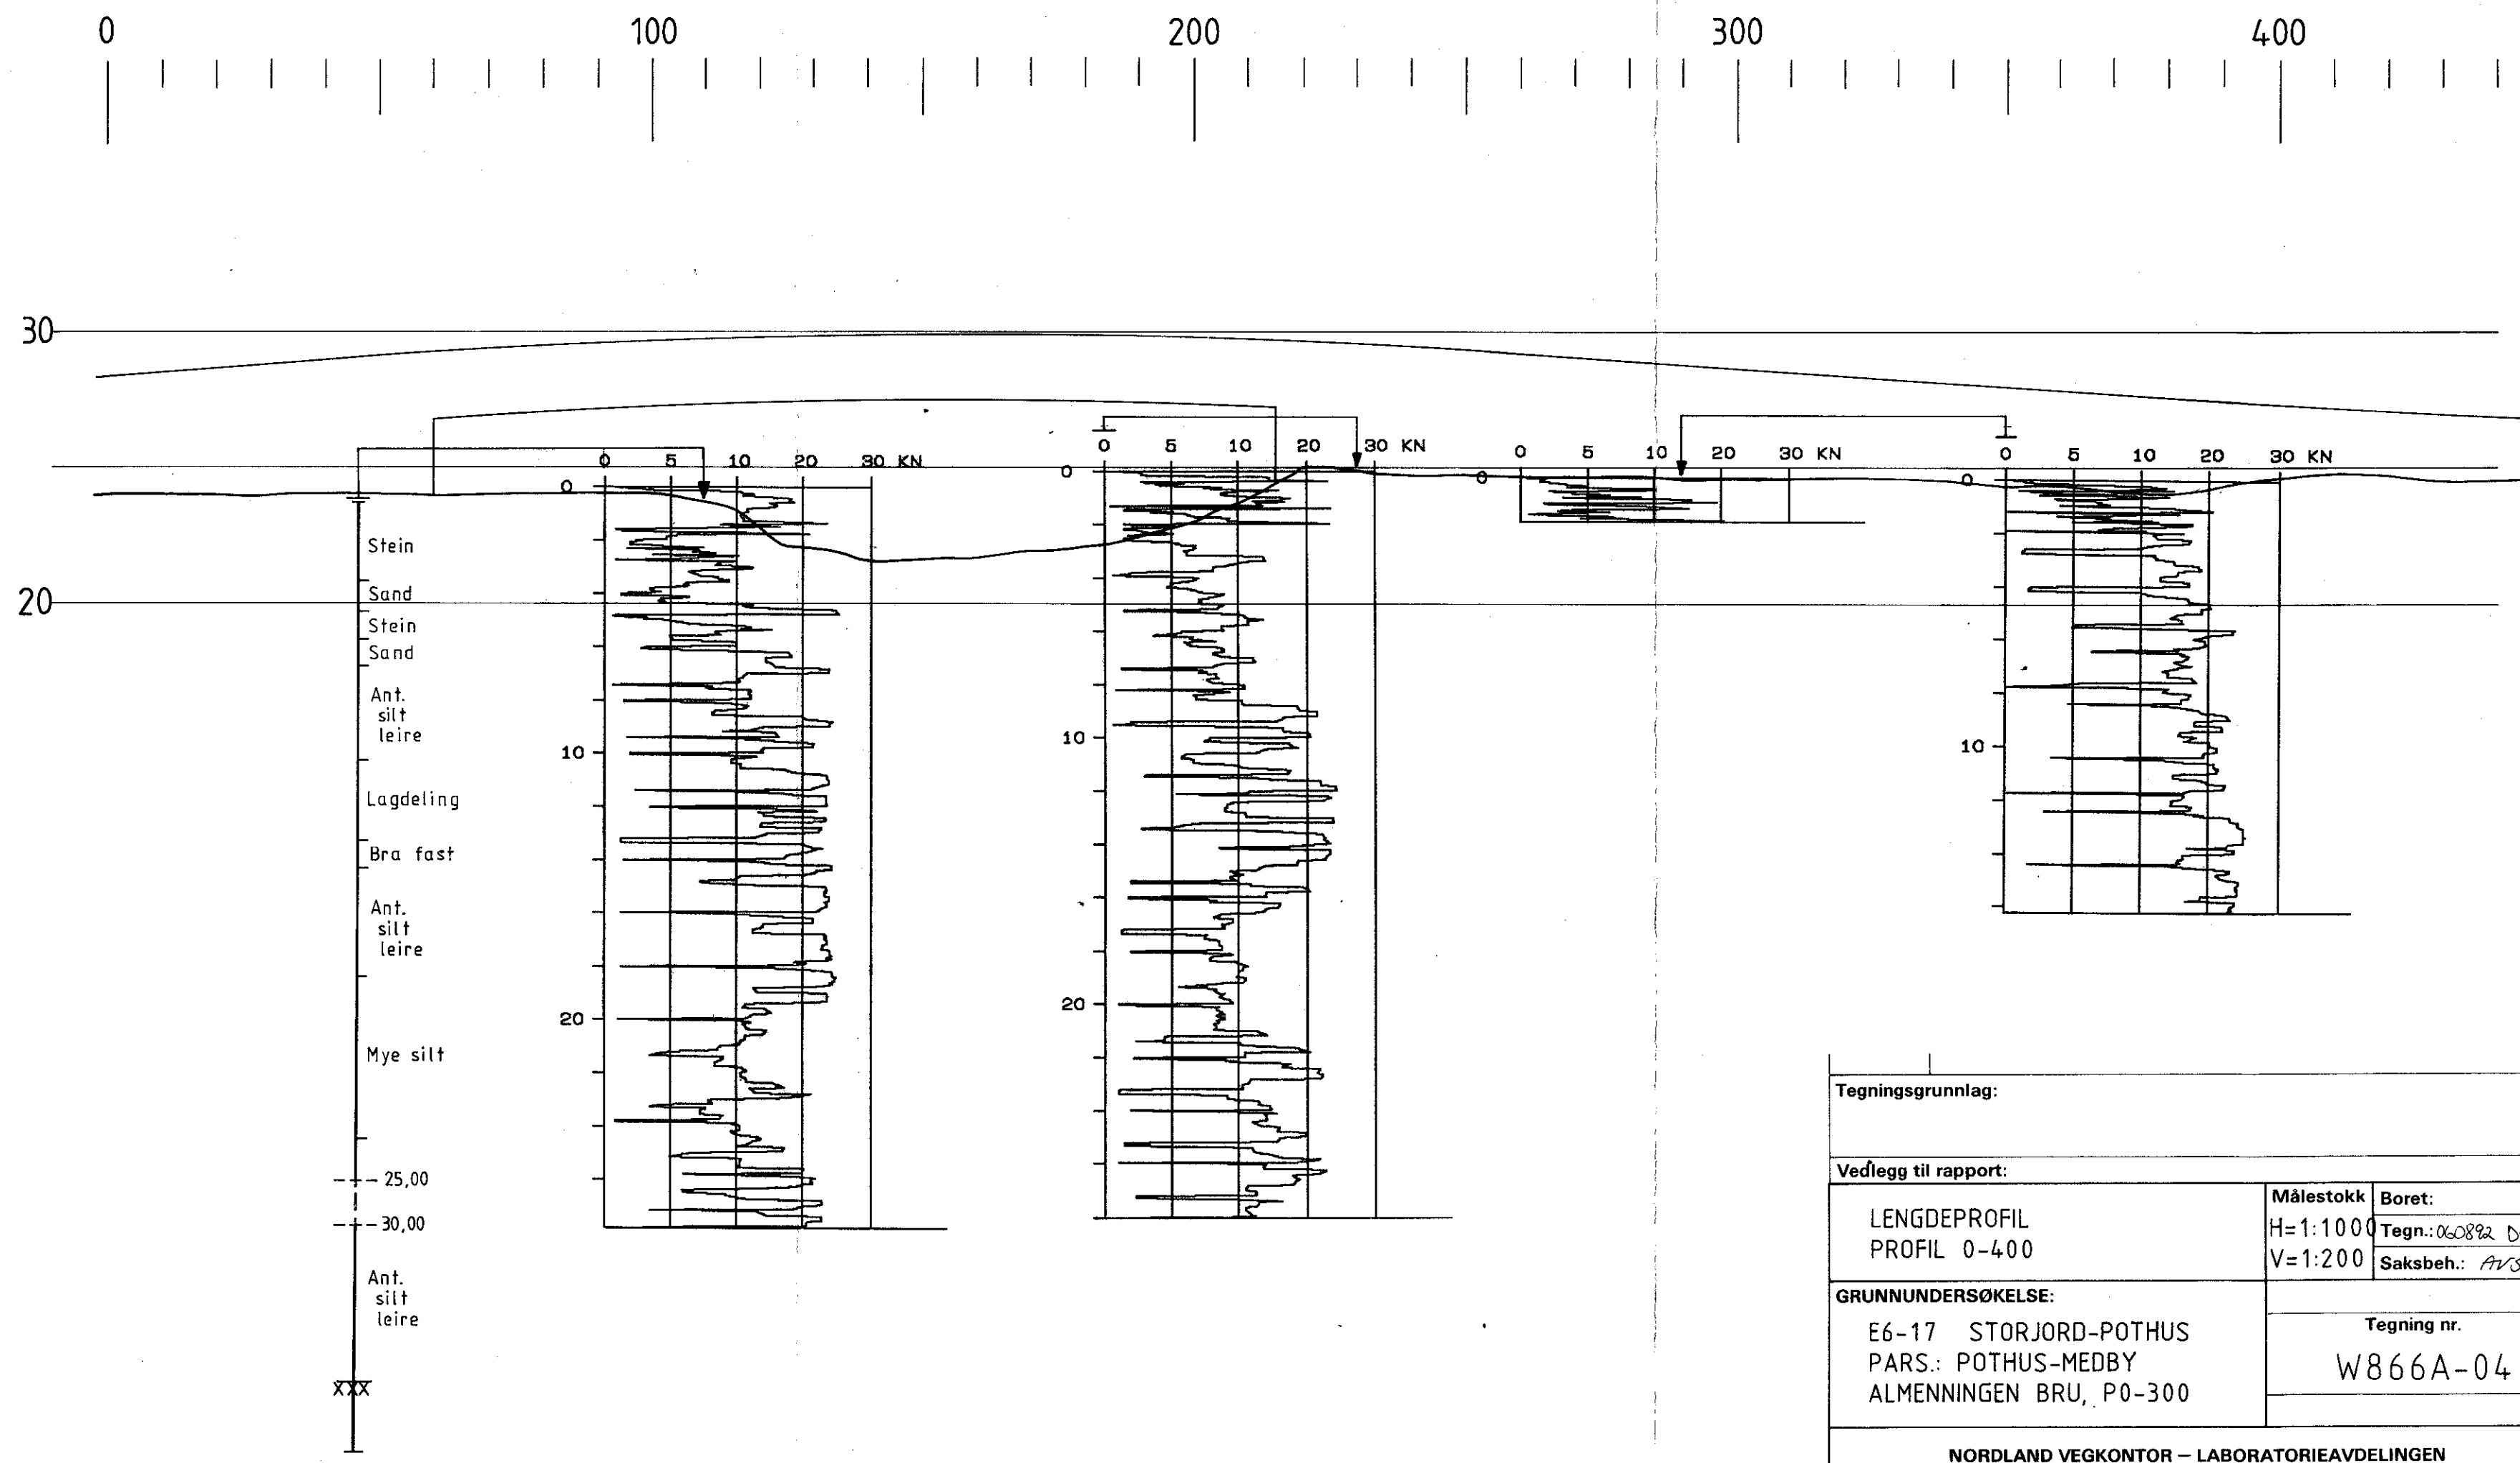 0 100 200 300 400
30
0 5 10 20 30 KN
0 5 10 20 30 KN
0 5 10 20 30 KN
0 5 10 20 30 KN
0
0
0
0
Stein
Sand
20
Stein
Sand
Ant.
silt
leire
10
10
10
Lagdeling
Bra fast
Ant.
silt
leire
20
20
Mye silt
25,00
30,00
Ant.
silt
leire
XXX
Tegningsgrunnlag:
Vedlegg til rapport:
LENGDEPROFIL
PROFIL 0-400
Målestokk
H=1:1000
V=1:200
Boret:
Tegn.: 060892
Saksbeh.:
GRUNNUNDERSØKELSE:
E6-17 STORJORD-POTHUS
PARS.: POTHUS-MEDBY
ALMENNINGEN BRU, P0-300
Tegning nr.
W866A-04
NORDLAND VEGKONTOR – LABORATORIEAVDELINGEN